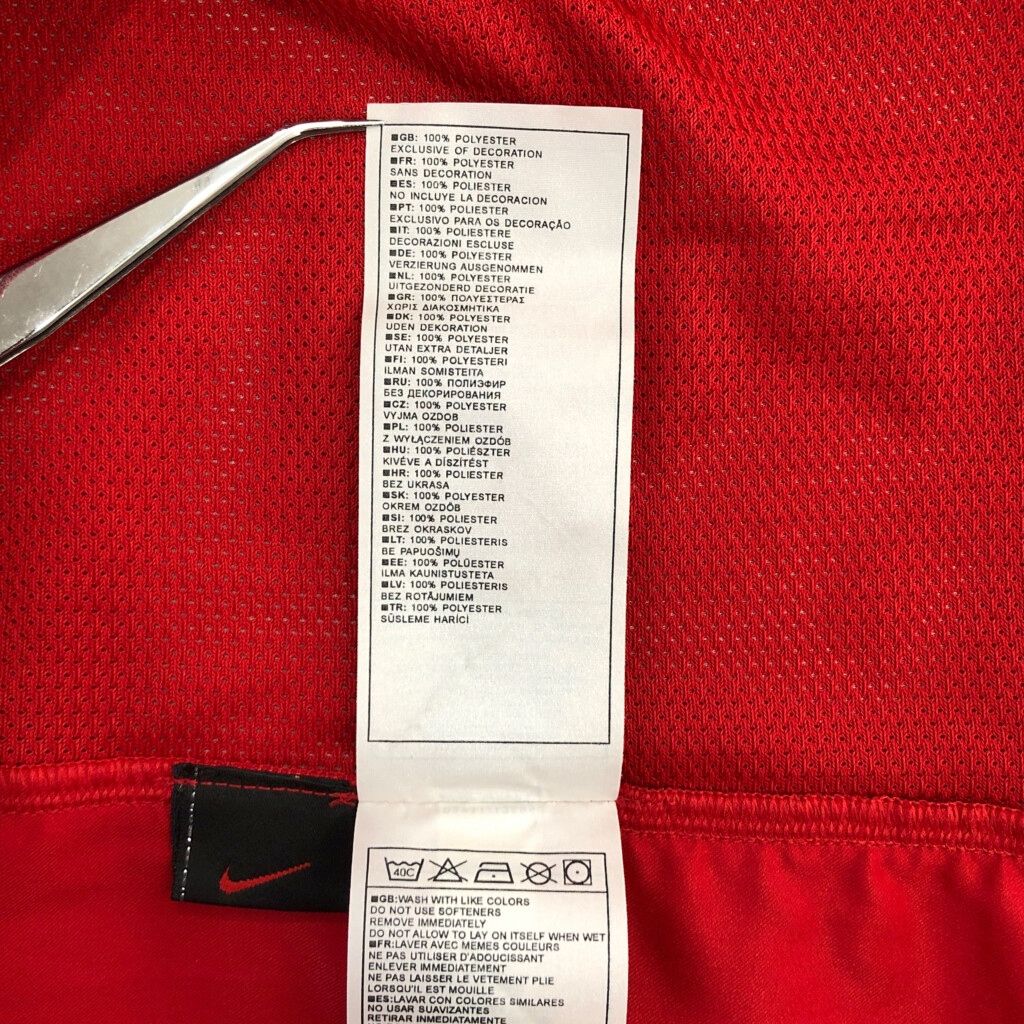 ■GB: 100% POLYESTER
EXCLUSIVE OF DECORATION
■FR: 100% POLYESTER
SANS DECORATION
■ES: 100% POLIESTER
NO INCLUYE LA DECORACION
■PT: 100% POLIESTER
EXCLUSIVO PARA OS DECORAÇÃO
■IT: 100% POLIESTERE
DECORAZIONI ESCLUSE
■DE: 100% POLYESTER
VERZIERUNG AUSGENOMMEN
■NL: 100% POLYESTER
UITGEZONDERD DECORATIE
■GR: 100% ΠΟΛΥΕΣΤΕΡΑΣ
ΧΩΡΙΣ ΔΙΑΚΟΣΜΗΤΙΚΑ
■DK: 100% POLYESTER
UDEN DEKORATION
■SE: 100% POLYESTER
UTAN EXTRA DETALJER
■FI: 100% POLYESTERI
ILMAN SOMISTEITA
■RU: 100% ПОЛИЭФИР
БЕЗ ДЕКОРИРОВАНИЯ
■CZ: 100% POLYESTER
VYJMA OZDOB
■PL: 100% POLIESTER
Z WYŁĄCZENIEM OZDÓB
■HU: 100% POLIÉSZTER
KIVÉVE A DÍSZÍTÉST
■HR: 100% POLIESTER
BEZ UKRASA
■SK: 100% POLYESTER
OKREM OZDÔB
■SI: 100% POLIESTER
BREZ OKRASKOV
■LT: 100% POLIESTERIS
BE PAPUOŠIMŲ
■EE: 100% POLÜESTER
ILMA KAUNISTUSTETA
■LV: 100% POLIESTERIS
BEZ ROTĀJUMIEM
■TR: 100% POLYESTER
SÜSLEME HARİCİ
40C
■GB:WASH WITH LIKE COLORS
DO NOT USE SOFTENERS
REMOVE IMMEDIATELY
DO NOT ALLOW TO LAY ON ITSELF WHEN WET
■FR:LAVER AVEC MEMES COULEURS
NE PAS UTILISER D'ADOUCISSANT
ENLEVER IMMEDIATEMENT
NE PAS LAISSER LE VETEMENT PLIE
LORSQU'IL EST MOUILLE
■ES:LAVAR CON COLORES SIMILARES
NO USAR SUAVIZANTES
RETIRAR INMEDIATAMENTE